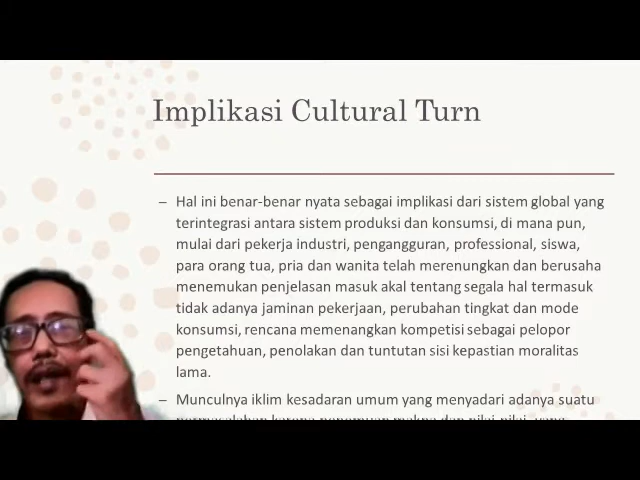 Implikasi Cultural Turn
– Hal ini benar-benar nyata sebagai implikasi dari sistem global yang
terintegrasi antara sistem produksi dan konsumsi, di mana pun,
mulai dari pekerja industri, pengangguran, professional, siswa,
para orang tua, pria dan wanita telah merenungkan dan berusaha
menemukan penjelasan masuk akal tentang segala hal termasuk
tidak adanya jaminan pekerjaan, perubahan tingkat dan mode
konsumsi, rencana memenangkan kompetisi sebagai pelopor
pengetahuan, penolakan dan tuntutan sisi kepastian moralitas
lama.
– Munculnya iklim kesadaran umum yang menyadari adanya suatu